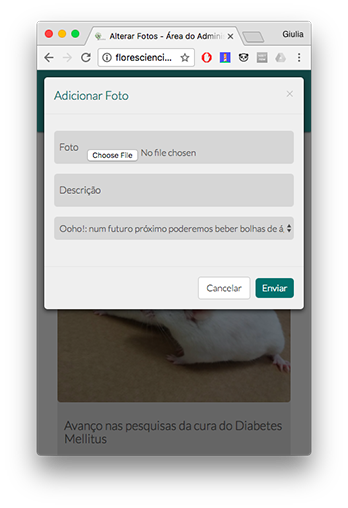 Alterar Fotos - Área do Admini
Giulia
florescienci...
Adicionar Foto
Foto Choose File No file chosen
Descrição
Ooho!: num futuro próximo poderemos beber bolhas de á
Cancelar Enviar
Avanço nas pesquisas da cura do Diabetes
Mellitus